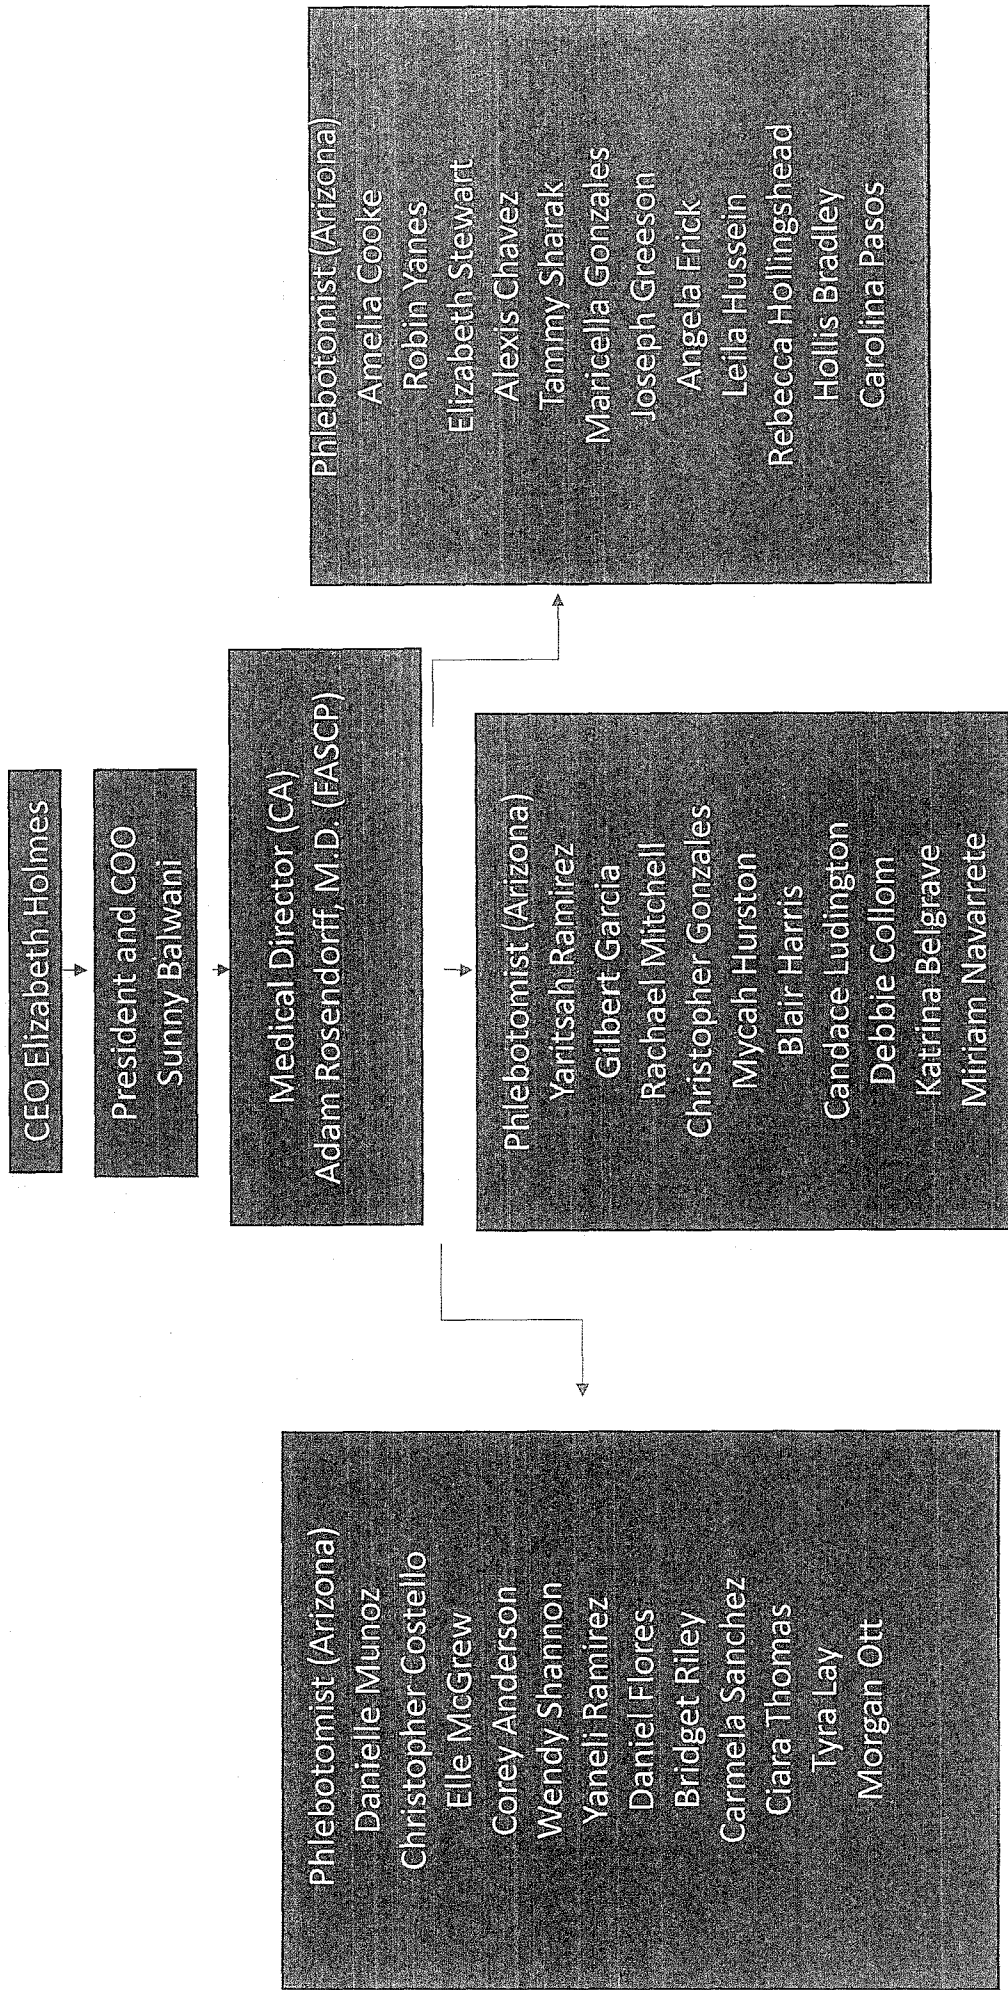 CEO Elizabeth Holmes
President and COO
Sunny Balwani
Medical Director (CA)
Adam Rosendorff, M.D. (FASCP)
Phlebotomist (Arizona)
Danielle Munoz
Christopher Costello
Elle McGrew
Corey Anderson
Wendy Shannon
Yaneli Ramirez
Daniel Flores
Bridget Riley
Carmela Sanchez
Ciara Thomas
Tyra Lay
Morgan Ott
Phlebotomist (Arizona)
Yaritsah Ramirez
Gilbert Garcia
Rachael Mitchell
Christopher Gonzales
Mycah Hurston
Blair Harris
Candace Ludington
Debbie Collom
Katrina Belgrave
Miriam Navarrete
Phlebotomist (Arizona)
Amelia Cooke
Robin Yanes
Elizabeth Stewart
Alexis Chavez
Tammy Sharak
Maricella Gonzales
Joseph Greeson
Angela Frick
Leila Hussein
Rebecca Hollingshead
Hollis Bradley
Carolina Pasos